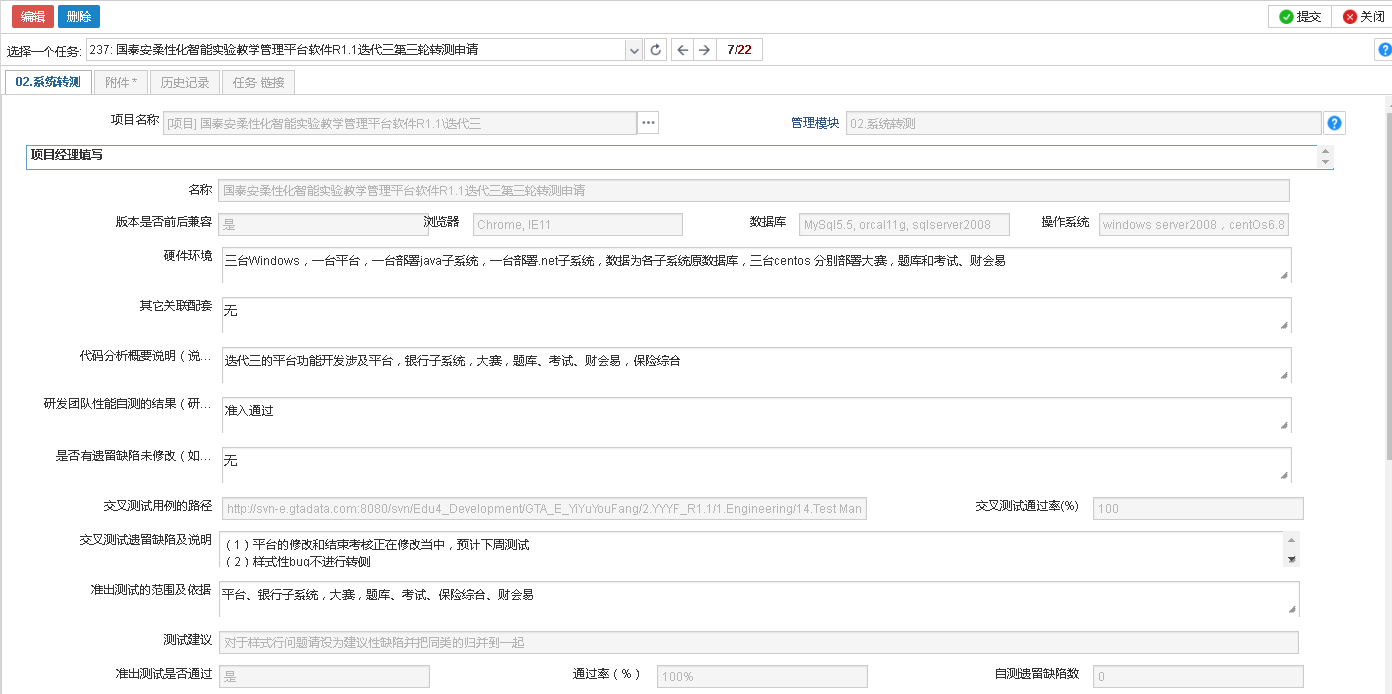 编辑 删除 提交 关闭
选择一个任务: 237: 国泰安柔性化智能实验教学管理平台软件R1.1迭代三第三轮转测申请 7/22
02.系统转测 附件* 历史记录 任务 链接
项目名称 [项目] 国泰安柔性化智能实验教学管理平台软件R1.1\迭代三 管理模块 02.系统转测
项目经理填写
名称 国泰安柔性化智能实验教学管理平台软件R1.1迭代三第三轮转测申请
版本是否前后兼容 是 浏览器 Chrome, IE11 数据库 MySql5.5, orcal11g, sqlserver2008 操作系统 windows server2008，centOs6.8
硬件环境 三台Windows，一台平台，一台部署java子系统，一台部署.net子系统，数据为各子系统原数据库，三台centos 分别部署大赛，题库和考试、财会易
其它关联配套 无
代码分析概要说明（说... 迭代三的平台功能开发涉及平台，银行子系统，大赛，题库、考试、财会易，保险综合
研发团队性能自测的结果（研... 准入通过
是否有遗留缺陷未修改（如... 无
交叉测试用例的路径 http://svn-e.gtadata.com:8080/svn/Edu4_Development/GTA_E_YiYuYouFang/2.YYYF_R1.1/1.Engineering/14.Test Man 交叉测试通过率(%) 100
交叉测试遗留缺陷及说明 （1）平台的修改和结束考核正在修改当中，预计下周测试
（2）样式性bug不进行转侧
准出测试的范围及依据 平台、银行子系统，大赛，题库、考试、保险综合、财会易
测试建议 对于样式行问题请设为建议性缺陷并把同类的归并到一起
准出测试是否通过 是 通过率（%） 100% 自测遗留缺陷数 0